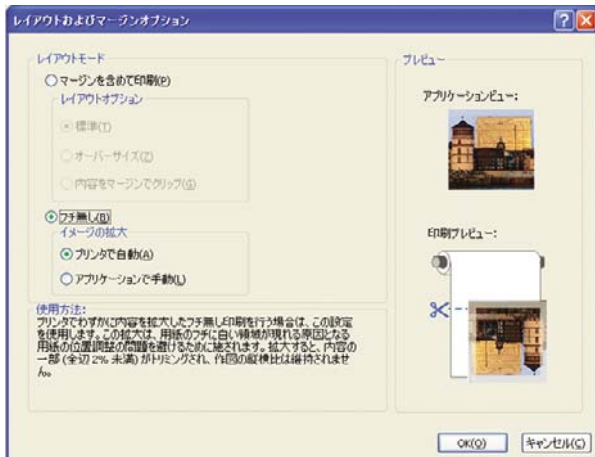 レイアウトおよびマージンオプション
レイアウトモード
マージンを含めて印刷(P)
レイアウトオプション
標準(T)
オーバーサイズ(Z)
内容をマージンでクリップ(G)
フチ無し(B)
イメージの拡大
プリンタで自動(A)
アプリケーションで手動(L)
使用方法:
プリンタでわずかに内容を拡大したフチ無し印刷を行う場合は、この設定
を使用します。この拡大は、用紙のフチに白い領域が現れる原因となる
用紙の位置調整の問題を避けるために施されます。拡大すると、内容の
一部 (全辺 2% 未満) がトリミングされ、作図の縦横比は維持されませ
ん。
プレビュー
アプリケーションビュー:
印刷プレビュー:
OK(O)
キャンセル(C)